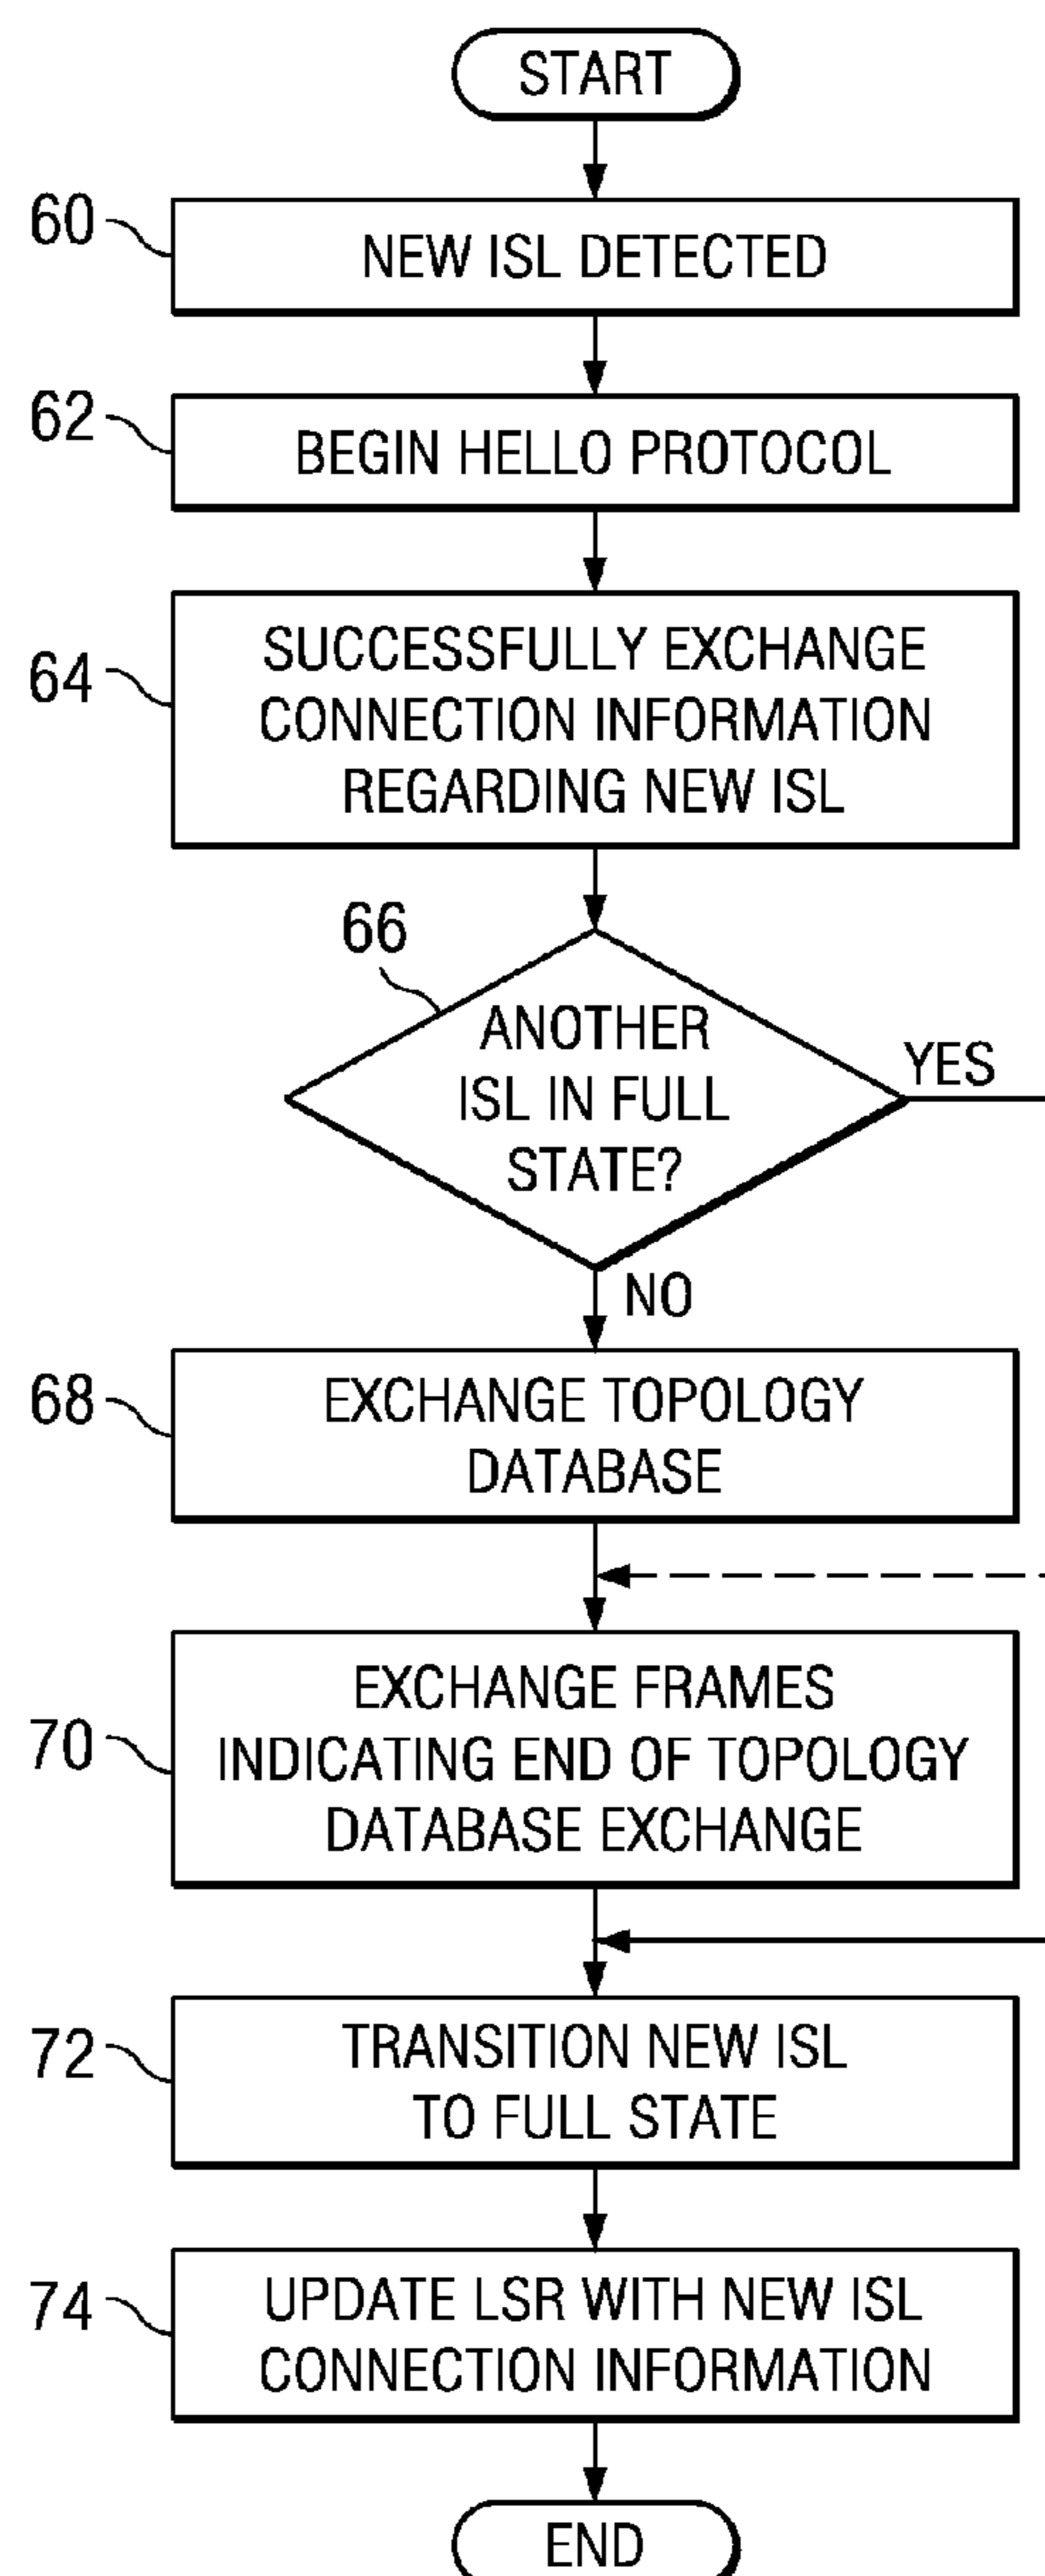 START
60
NEW ISL DETECTED
62
BEGIN HELLO PROTOCOL
64
SUCCESSFULLY EXCHANGE
CONNECTION INFORMATION
REGARDING NEW ISL
66
ANOTHER
ISL IN FULL
STATE?
YES
NO
68
EXCHANGE TOPOLOGY
DATABASE
70
EXCHANGE FRAMES
INDICATING END OF TOPOLOGY
DATABASE EXCHANGE
72
TRANSITION NEW ISL
TO FULL STATE
74
UPDATE LSR WITH NEW ISL
CONNECTION INFORMATION
END